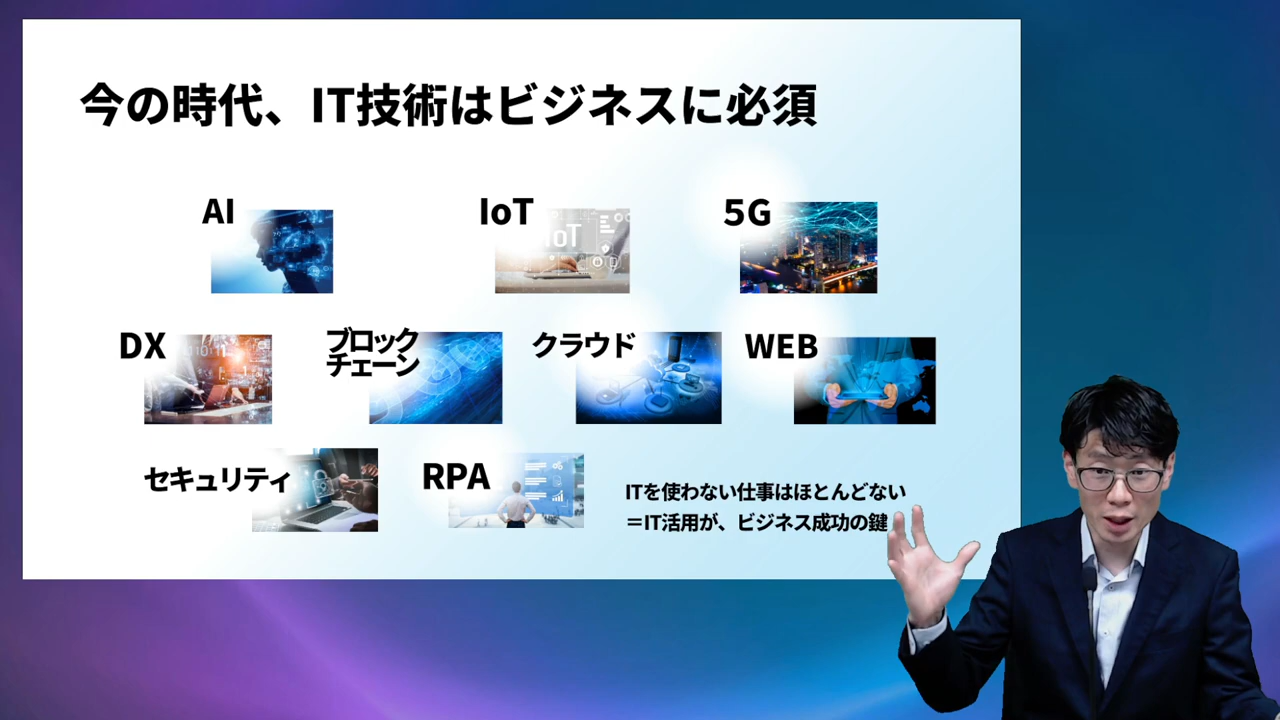 今の時代、IT技術はビジネスに必須
AI
IoT
5G
IoT
DX
ブロック
チェーン
クラウド
WEB
セキュリティ
RPA
ITを使わない仕事はほとんどない
=IT活用が、ビジネス成功の鍵